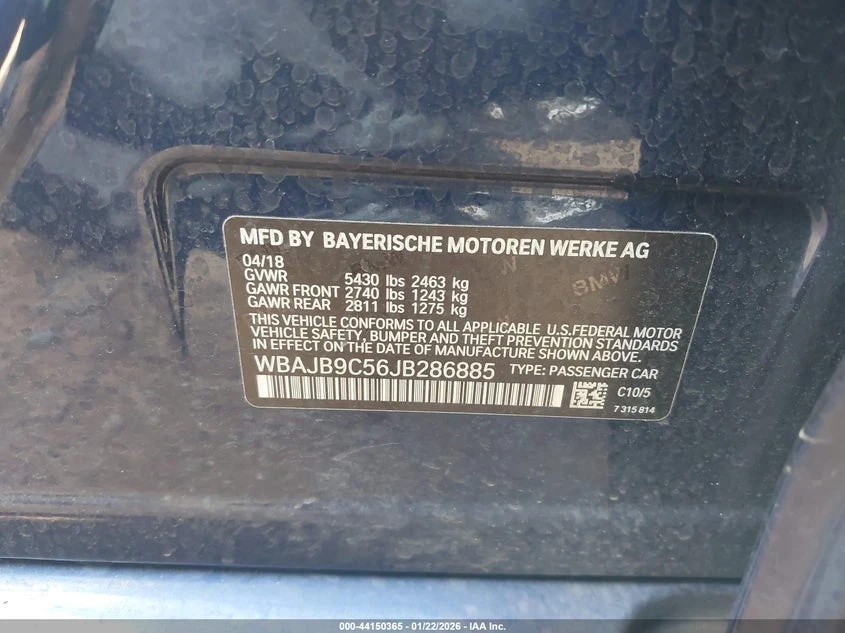 MFD BY BAYERISCHE MOTOREN WERKE AG
04/18
GVWR 5430 lbs 2463 kg
GAWR FRONT 2740 lbs 1243 kg
GAWR REAR 2811 lbs 1275 kg
THIS VEHICLE CONFORMS TO ALL APPLICABLE U.S.FEDERAL MOTOR
VEHICLE SAFETY, BUMPER AND THEFT PREVENTION STANDARDS
IN EFFECT ON THE DATE OF MANUFACTURE SHOWN ABOVE.
WBAJB9C56JB286885 TYPE: PASSENGER CAR
C10/5
7 315 814
BMW
000-44150365 - 01/22/2026 - IAA Inc.